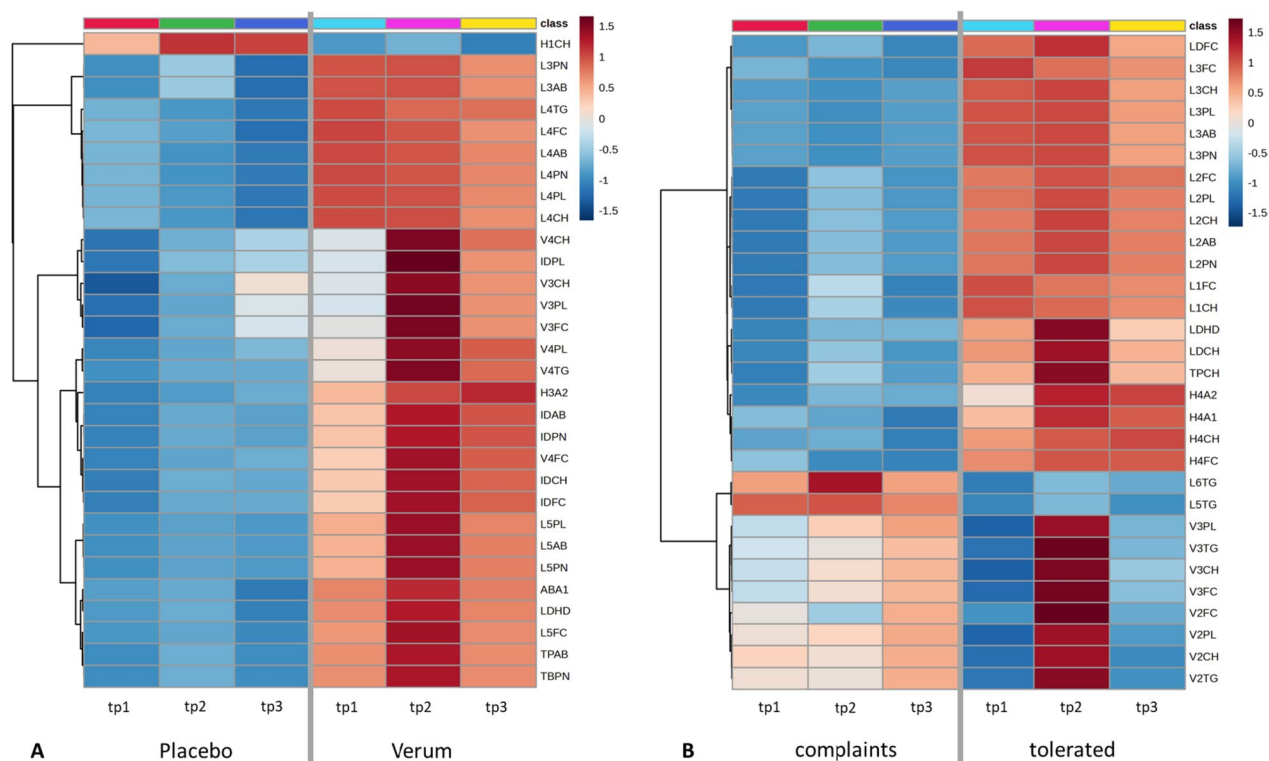 class
H1CH
L3PN
L3AB
L4TG
L4FC
L4AB
L4PN
L4PL
L4CH
V4CH
IDPL
V3CH
V3PL
V3FC
V4PL
V4TG
H3A2
IDAB
IDPN
V4FC
IDCH
IDFC
L5PL
L5AB
L5PN
ABA1
LDHD
L5FC
TPAB
TBPN
1.5
1
0.5
0
-0.5
-1
-1.5
tp1 tp2 tp3 tp1 tp2 tp3
A Placebo Verum
class
LDFC
L3FC
L3CH
L3PL
L3AB
L3PN
L2FC
L2PL
L2CH
L2AB
L2PN
L1FC
L1CH
LDHD
LDCH
TPCH
H4A2
H4A1
H4CH
H4FC
L6TG
L5TG
V3PL
V3TG
V3CH
V3FC
V2FC
V2PL
V2CH
V2TG
1.5
1
0.5
0
-0.5
-1
-1.5
tp1 tp2 tp3 tp1 tp2 tp3
B complaints tolerated